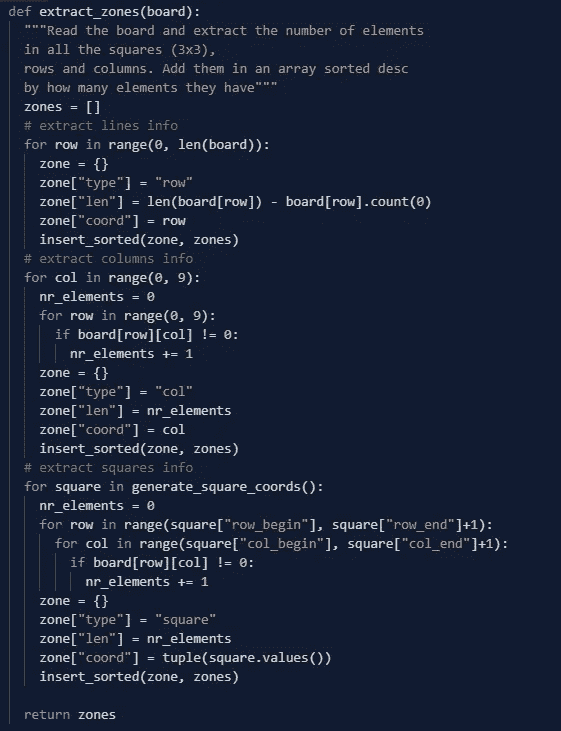 def extract_zones(board):
"""Read the board and extract the number of elements
in all the squares (3x3),
rows and columns. Add them in an array sorted desc
by how many elements they have"""
zones = []
# extract lines info
for row in range(0, len(board)):
zone = {}
zone["type"] = "row"
zone["len"] = len(board[row]) - board[row].count(0)
zone["coord"] = row
insert_sorted(zone, zones)
# extract columns info
for col in range(0, 9):
nr_elements = 0
for row in range(0, 9):
if board[row][col] != 0:
nr_elements += 1
zone = {}
zone["type"] = "col"
zone["len"] = nr_elements
zone["coord"] = col
insert_sorted(zone, zones)
# extract squares info
for square in generate_square_coords():
nr_elements = 0
for row in range(square["row_begin"], square["row_end"]+1):
for col in range(square["col_begin"], square["col_end"]+1):
if board[row][col] != 0:
nr_elements += 1
zone = {}
zone["type"] = "square"
zone["len"] = nr_elements
zone["coord"] = tuple(square.values())
insert_sorted(zone, zones)
return zones